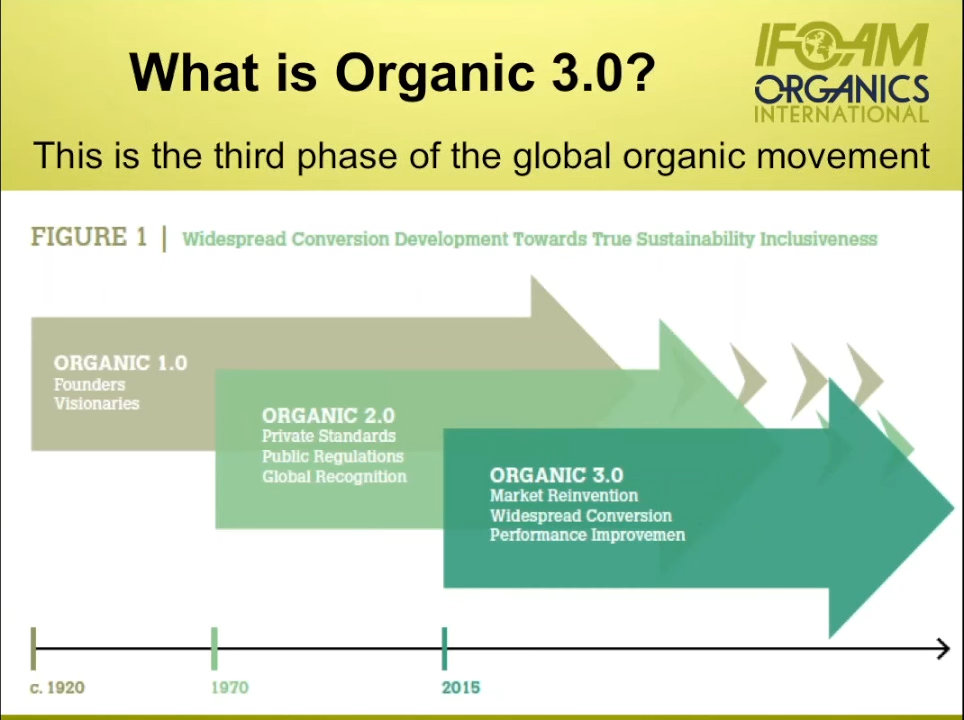 What is Organic 3.0?
IFOAM
ORGANICS
INTERNATIONAL
This is the third phase of the global organic movement
FIGURE 1 | Widespread Conversion Development Towards True Sustainability Inclusiveness
ORGANIC 1.0
Founders
Visionaries
ORGANIC 2.0
Private Standards
Public Regulations
Global Recognition
ORGANIC 3.0
Market Reinvention
Widespread Conversion
Performance Improvemen
c. 1920
1970
2015